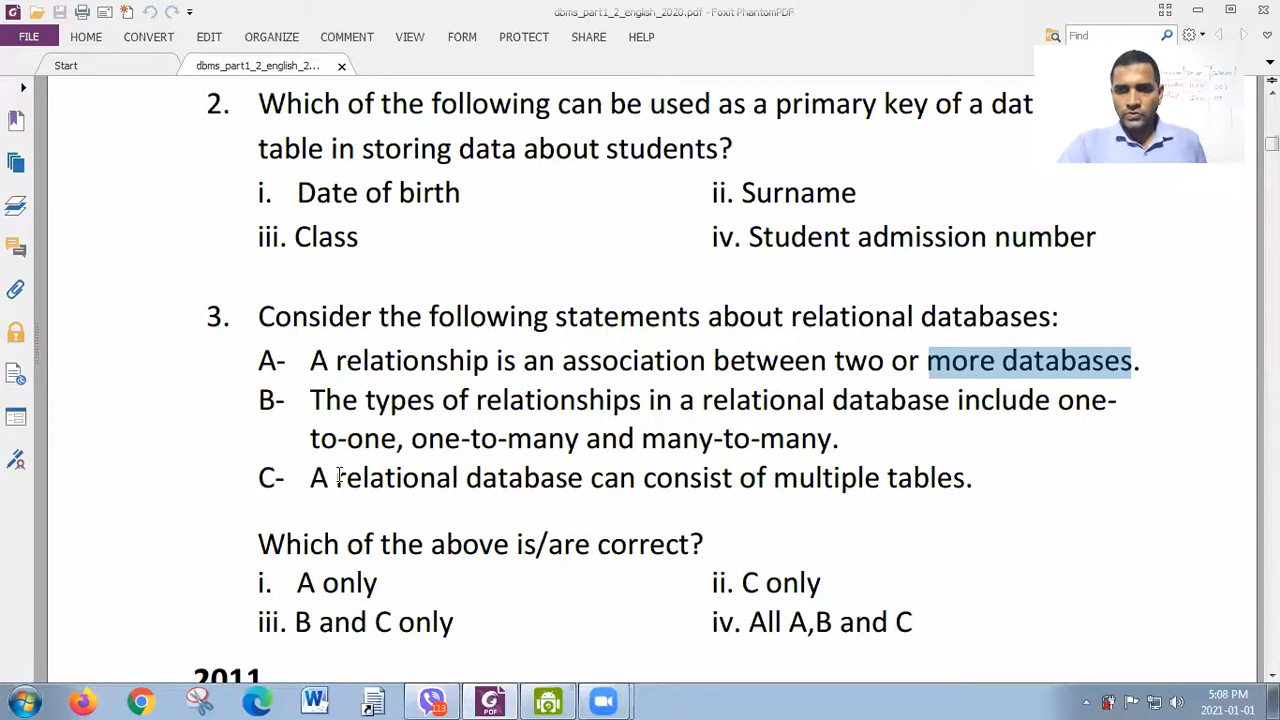 dbms_part1_2_english_2020.pdf - Foxit PhantomPDF
FILE HOME CONVERT EDIT ORGANIZE COMMENT VIEW FORM PROTECT SHARE HELP Find
Start dbms_part1_2_english_2...
2. Which of the following can be used as a primary key of a dat
table in storing data about students?
i. Date of birth ii. Surname
iii. Class iv. Student admission number
3. Consider the following statements about relational databases:
A- A relationship is an association between two or more databases.
B- The types of relationships in a relational database include one-
to-one, one-to-many and many-to-many.
C- A relational database can consist of multiple tables.
Which of the above is/are correct?
i. A only ii. C only
iii. B and C only iv. All A,B and C
2011
113
PDF
5:08 PM
2021-01-01